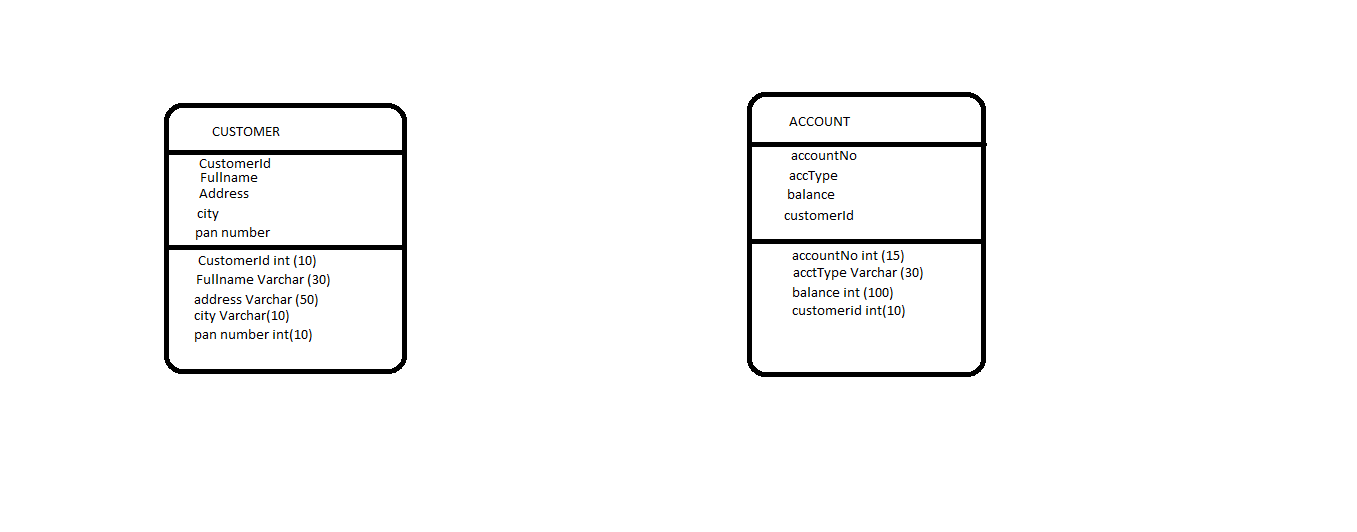 CUSTOMER
CustomerId
Fullname
Address
city
pan number
CustomerId int (10)
Fullname Varchar (30)
address Varchar (50)
city Varchar(10)
pan number int(10)
ACCOUNT
accountNo
accType
balance
customerId
accountNo int (15)
acctType Varchar (30)
balance int (100)
customerid int(10)